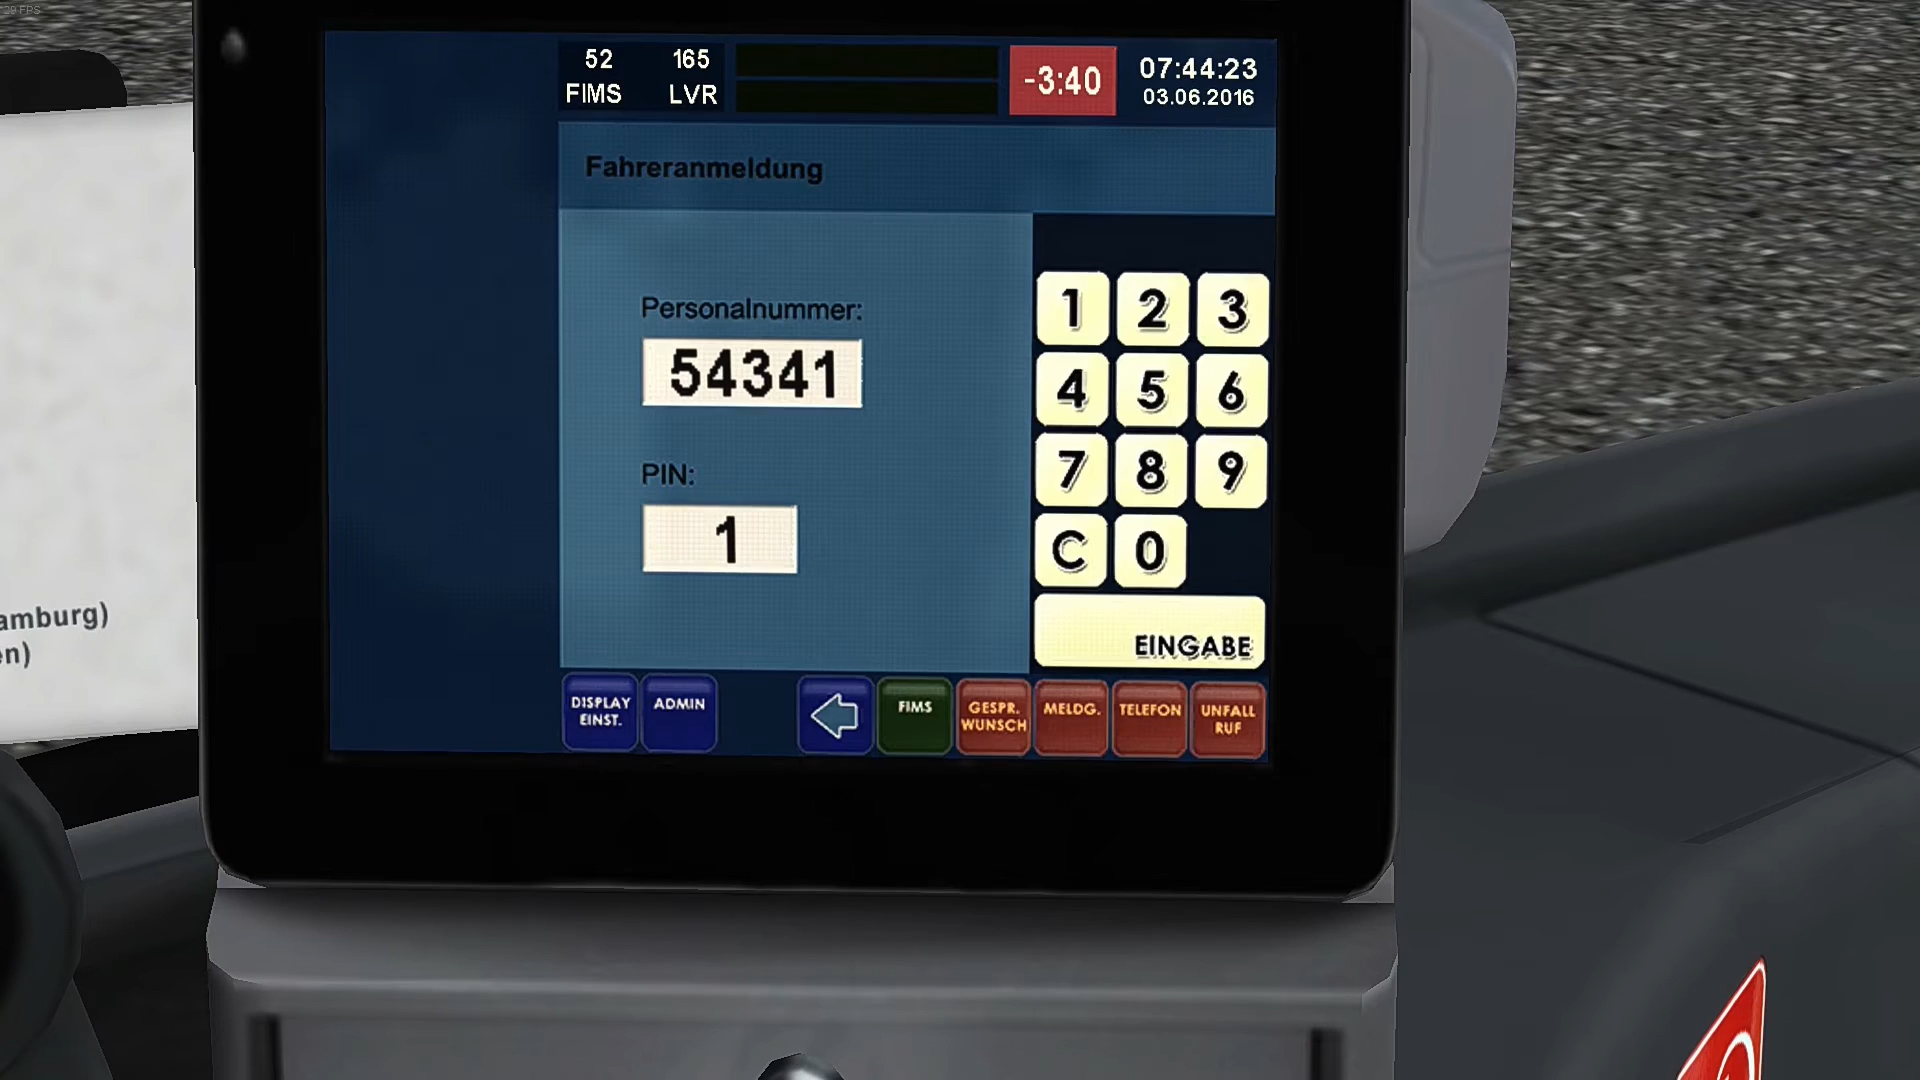 39 FPS
52 165
FIMS LVR
-3:40
07:44:23
03.06.2016
Fahreranmeldung
Personalnummer:
54341
PIN:
1
1 2 3
4 5 6
7 8 9
C 0
EINGABE
DISPLAY
EINST.
ADMIN
FIMS
GESPR.
WUNSCH
MELDG.
TELEFON
UNFALL
RUF
amburg)
en)